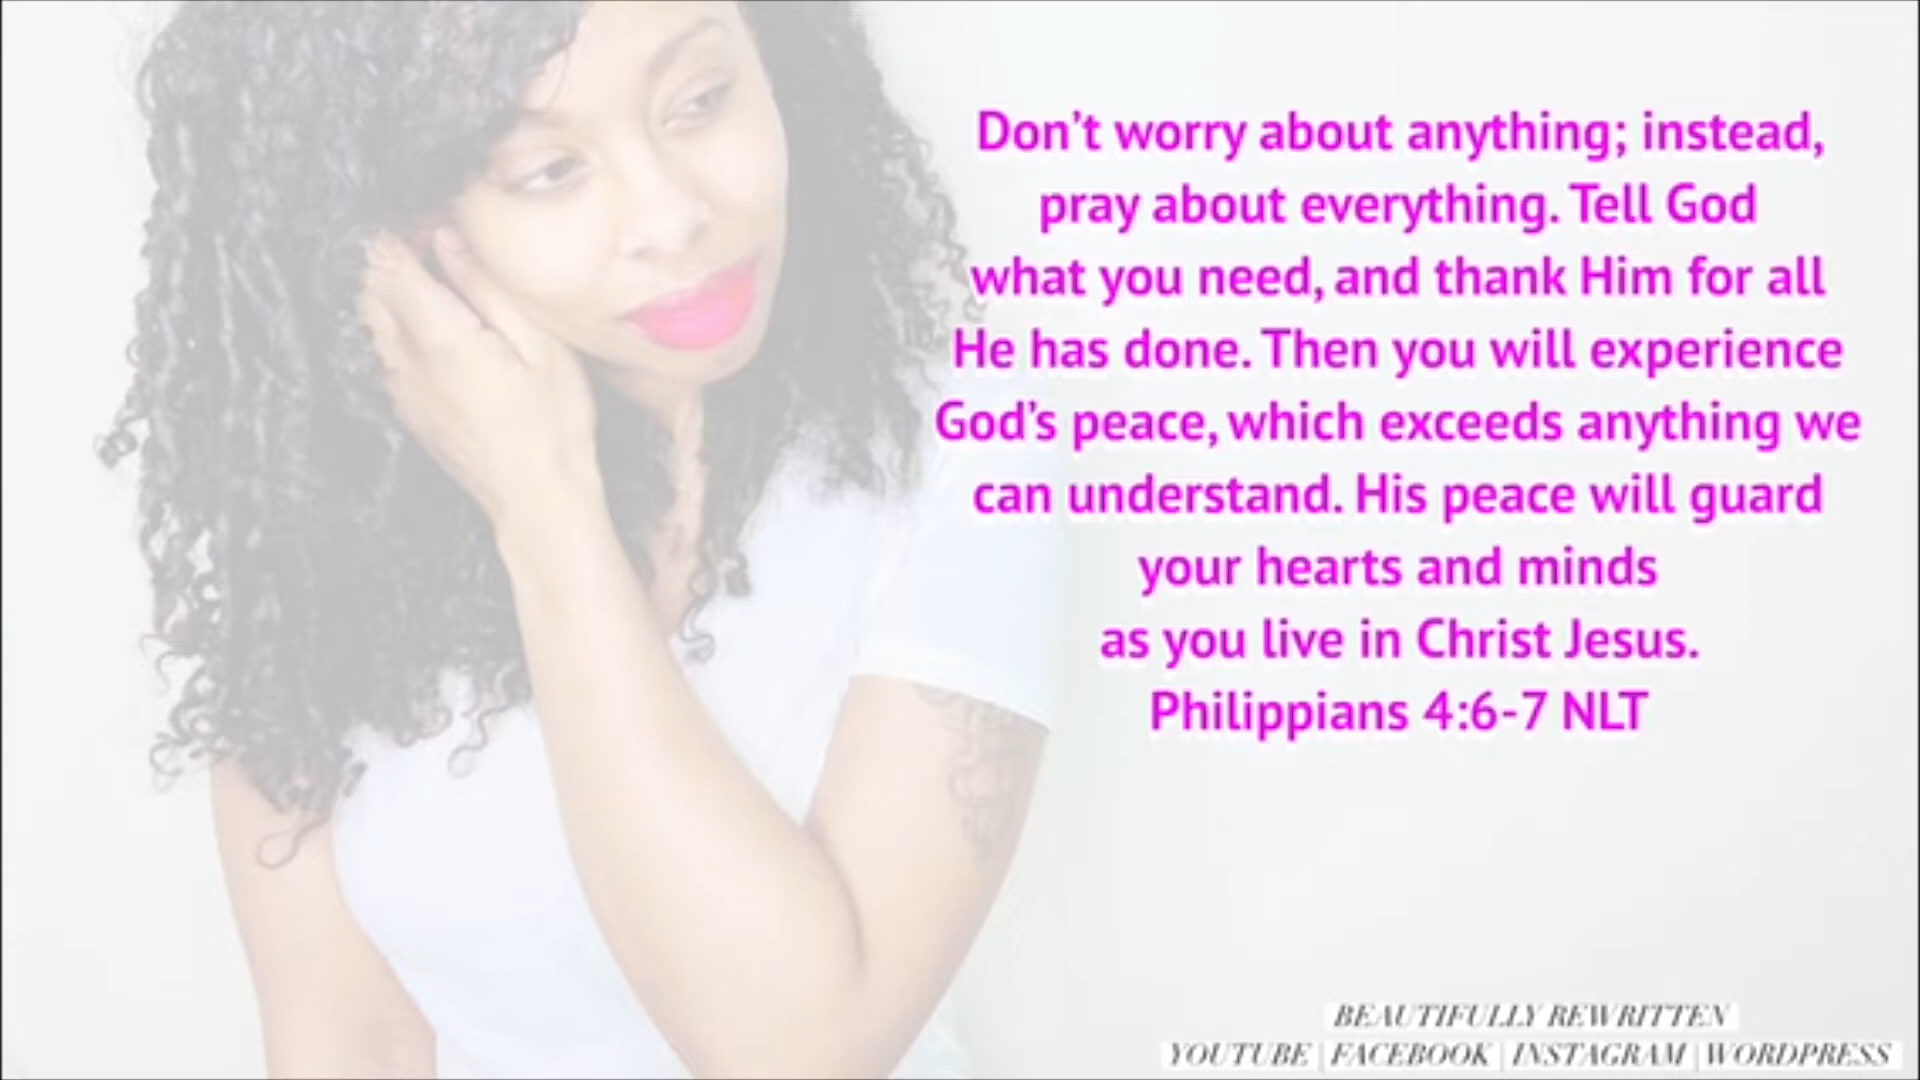 Don't worry about anything; instead,
pray about everything. Tell God
what you need, and thank Him for all
He has done. Then you will experience
God's peace, which exceeds anything we
can understand. His peace will guard
your hearts and minds
as you live in Christ Jesus.
Philippians 4:6-7 NLT
BEAUTIFULLY REWRITTEN
YOUTUBE | FACEBOOK | INSTAGRAM | WORDPRESS